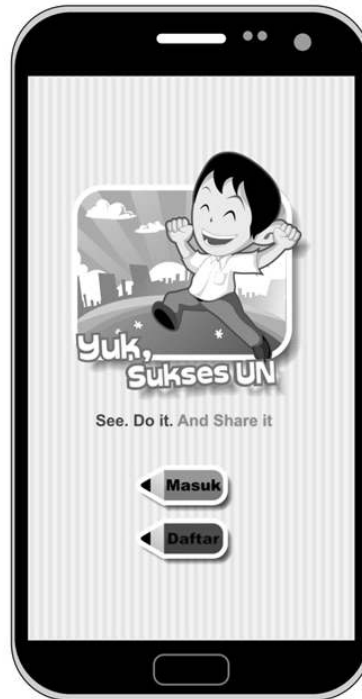 Yuk,
Sukses UN
See. Do it. And Share it
Masuk
Daftar